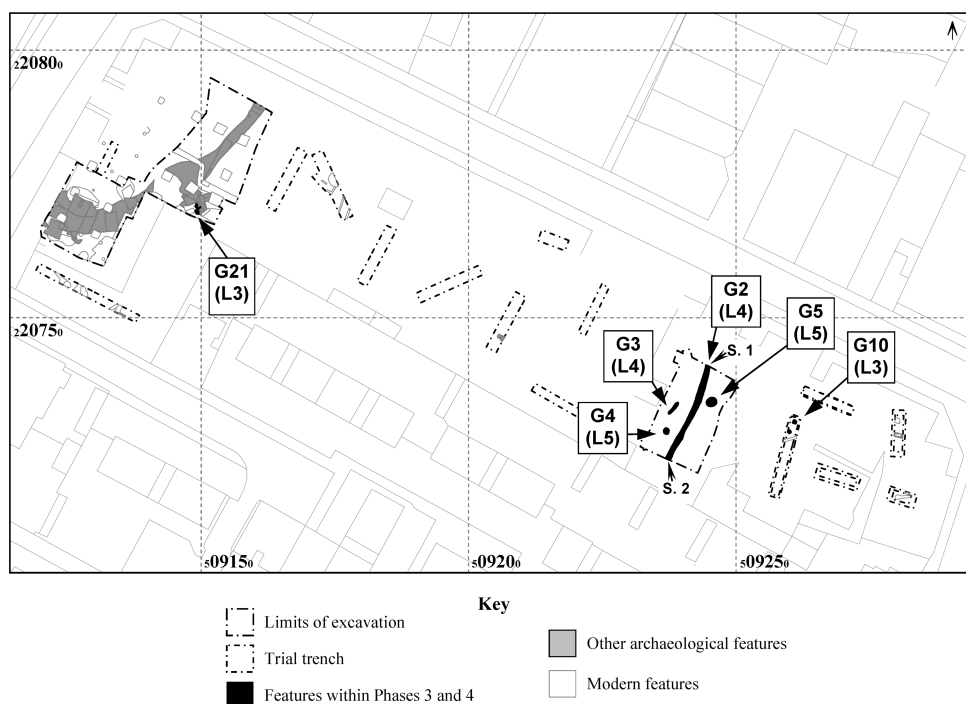 ₂2080₀
G21
(L3)
₂2075₀
G2
(L4)
G5
(L5)
S. 1
G3
(L4)
G10
(L3)
G4
(L5)
S. 2
₅0915₀
₅0920₀
₅0925₀
Key
Limits of excavation
Trial trench
Features within Phases 3 and 4
Other archaeological features
Modern features